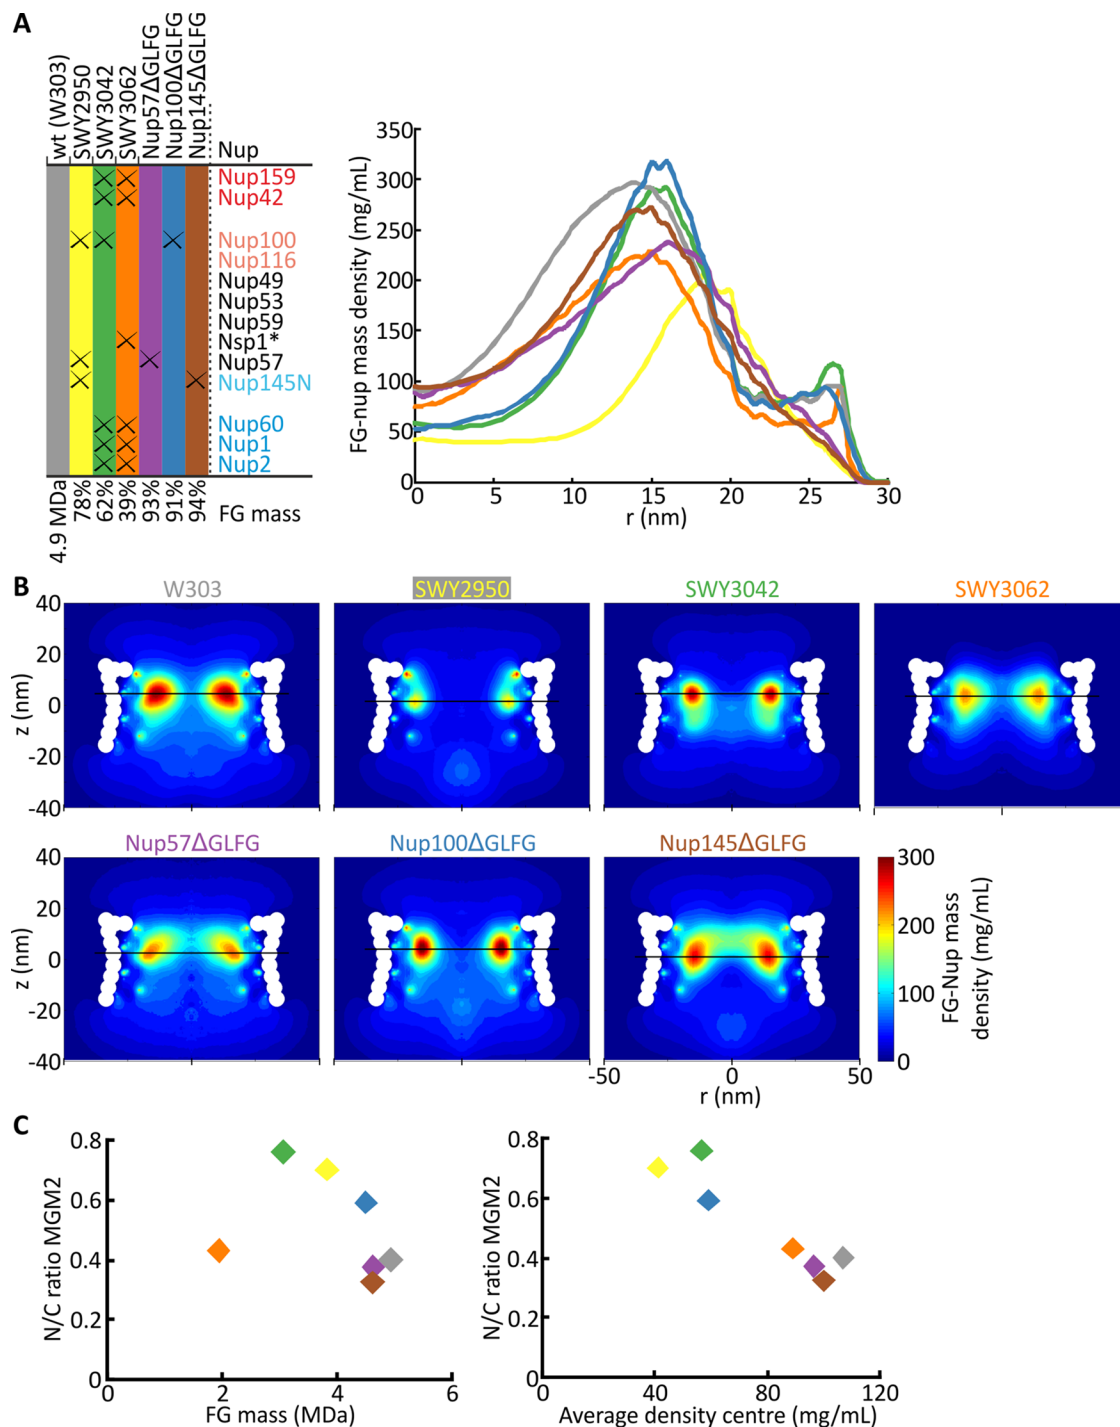 A
wt (W303)
SWY2950
SWY3042
SWY3062
Nup57ΔGLFG
Nup100ΔGLFG
Nup145ΔGLFG
Nup
Nup159
Nup42
Nup100
Nup116
Nup49
Nup53
Nup59
Nsp1*
Nup57
Nup145N
Nup60
Nup1
Nup2
4.9 MDa
78%
62%
39%
93%
91%
94%
FG mass
FG-nup mass density (mg/mL)
350
300
250
200
150
100
50
0
0 5 10 15 20 25 30
r (nm)
B
W303 SWY2950 SWY3042 SWY3062
z (nm)
40
20
0
-20
-40
Nup57ΔGLFG Nup100ΔGLFG Nup145ΔGLFG
z (nm)
40
20
0
-20
-40
-50 0 50
r (nm)
300
200
100
0
FG-Nup mass
density (mg/mL)
C
N/C ratio MGM2
0.8
0.6
0.4
0.2
0
0 2 4 6
FG mass (MDa)
N/C ratio MGM2
0.8
0.6
0.4
0.2
0
0 40 80 120
Average density centre (mg/mL)